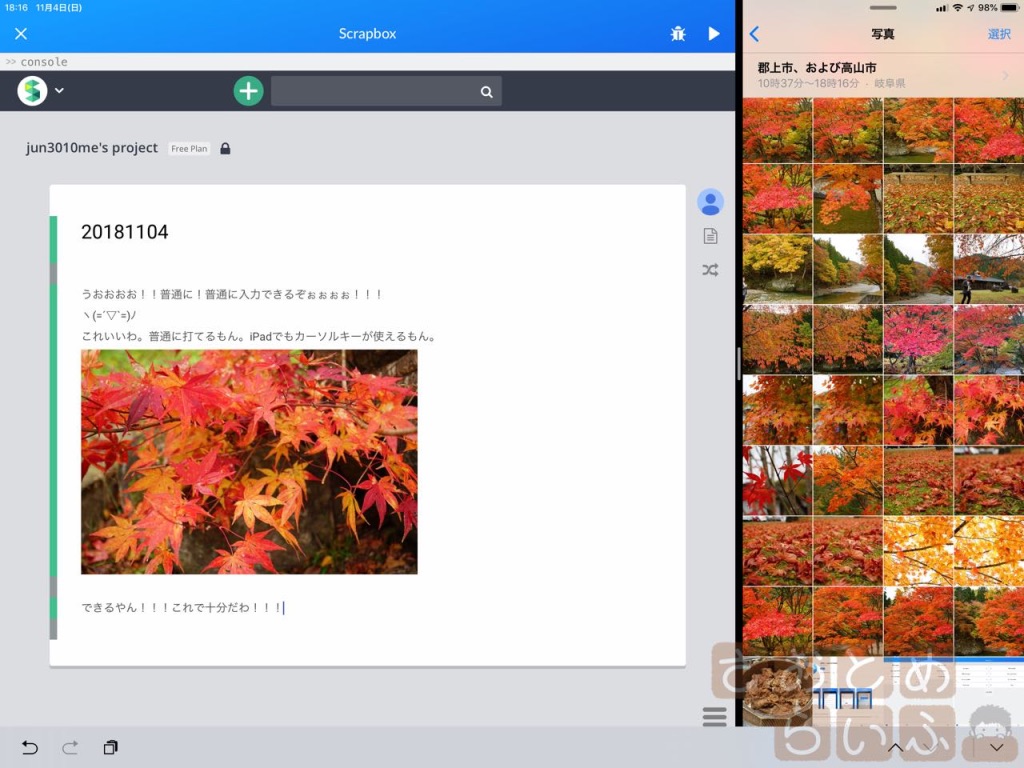 18:16 11月4日(日)
98%
Scrapbox
>> console
jun3010me's project
Free Plan
20181104
うおおおお！！普通に！普通に入力できるぞぉぉぉぉ！！！
ヽ(=´▽`=)ﾉ
これいいわ。普通に打てるもん。iPadでもカーソルキーが使えるもん。
できるやん！！！これで十分だわ！！！
写真
選択
郡上市、および高山市
10時37分〜18時16分 · 岐阜県
さおとめ
らいふ